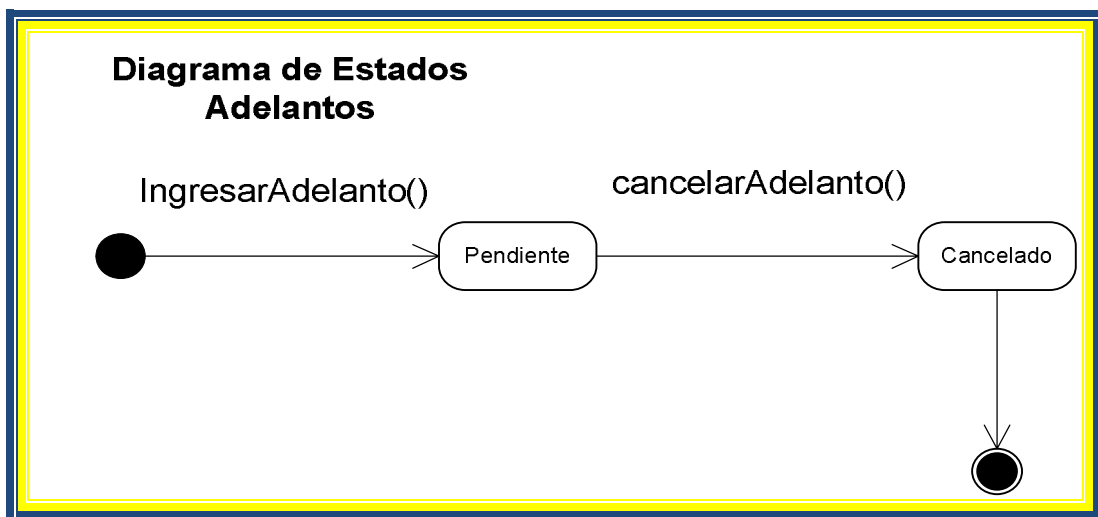 Diagrama de Estados
Adelantos
IngresarAdelanto()
cancelarAdelanto()
Pendiente
Cancelado